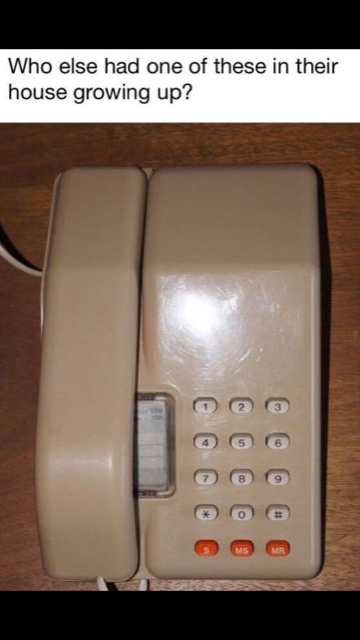 Who else had one of these in their
house growing up?
1 2 3
4 5 6
7 8 9
* 0 #
S MS MR